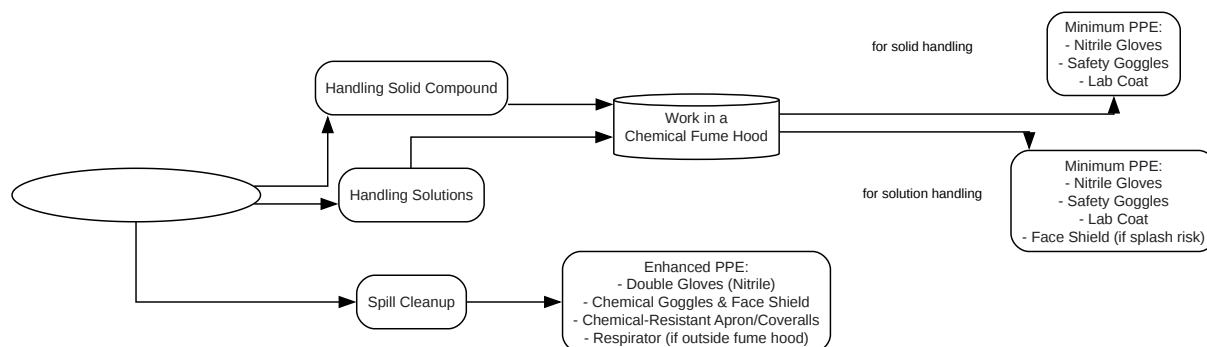 for solid handling
Minimum PPE:
- Nitrile Gloves
- Safety Goggles
- Lab Coat
Handling Solid Compound
Work in a
Chemical Fume Hood
Handling Solutions
for solution handling
Minimum PPE:
- Nitrile Gloves
- Safety Goggles
- Lab Coat
- Face Shield (if splash risk)
Spill Cleanup
Enhanced PPE:
- Double Gloves (Nitrile)
- Chemical Goggles & Face Shield
- Chemical-Resistant Apron/Coveralls
- Respirator (if outside fume hood)